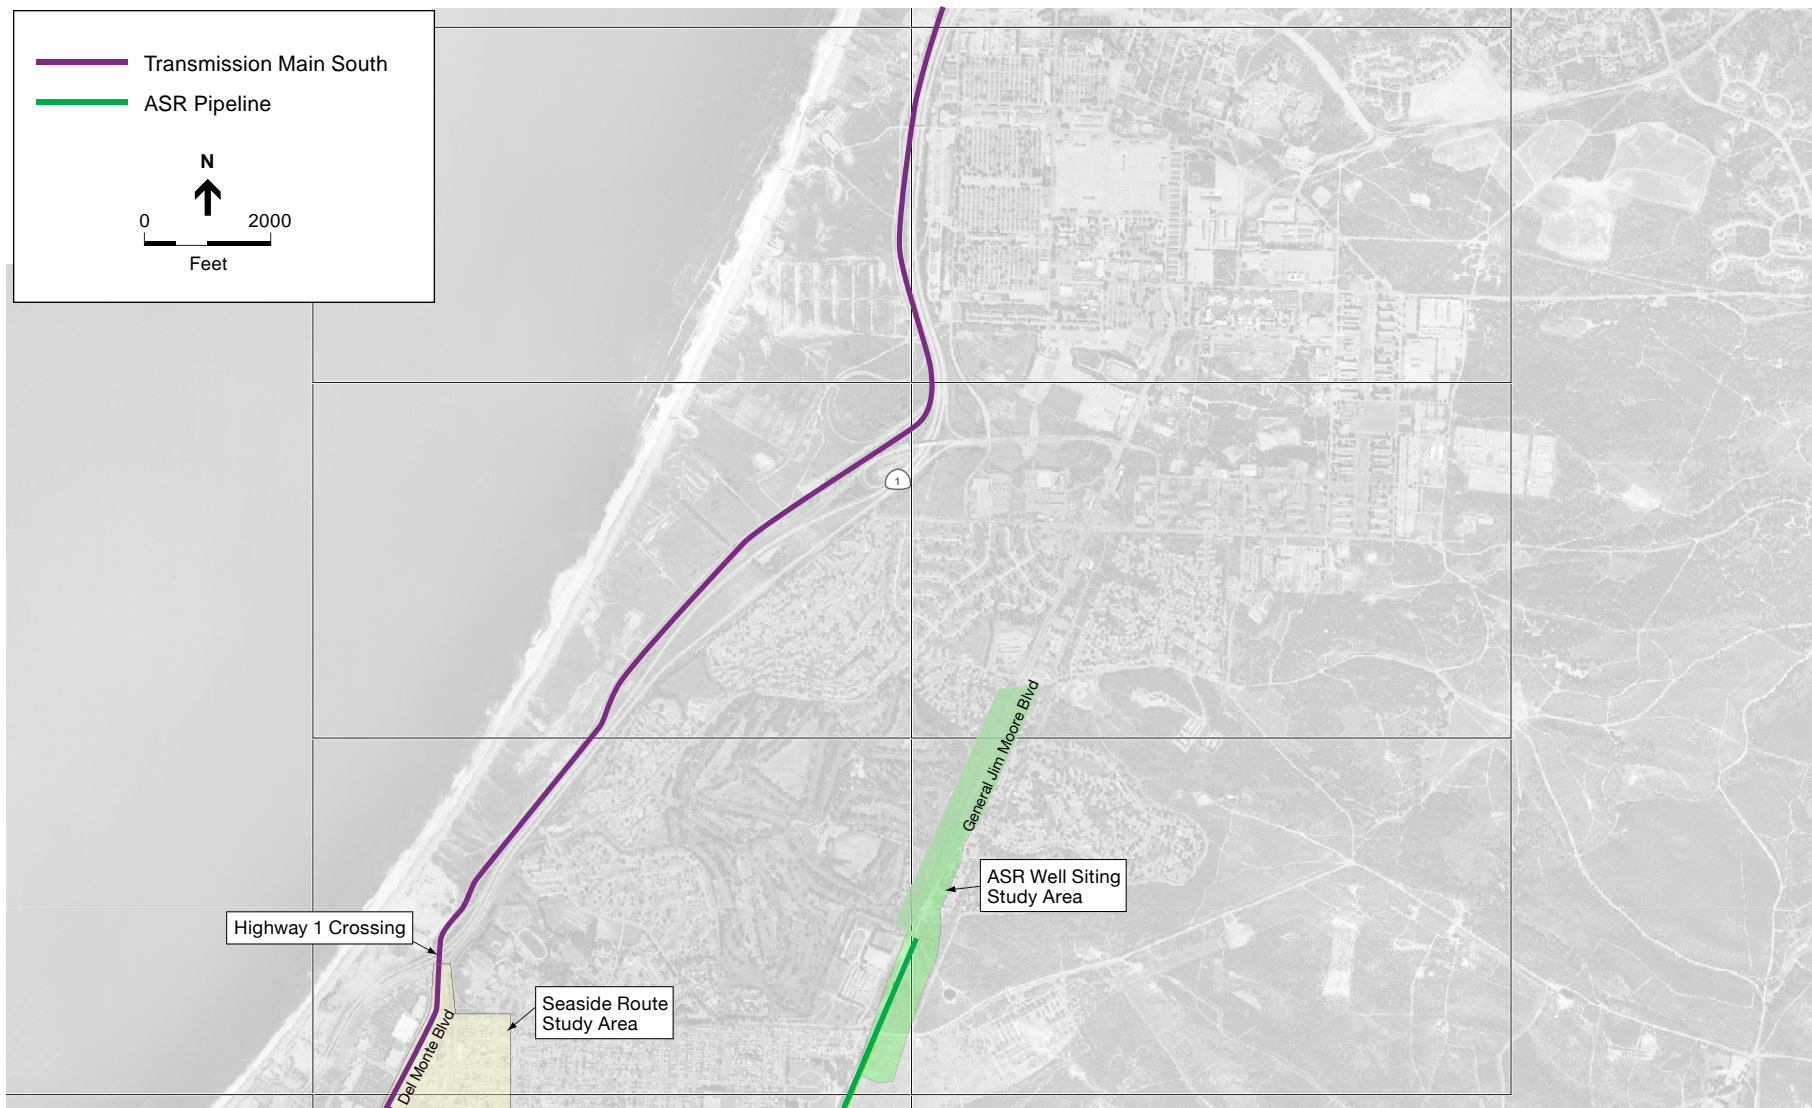 Transmission Main South
ASR Pipeline
N
0 2000
Feet
1
General Jim Moore Blvd
ASR Well Siting
Study Area
Highway 1 Crossing
Seaside Route
Study Area
Del Monte Blvd